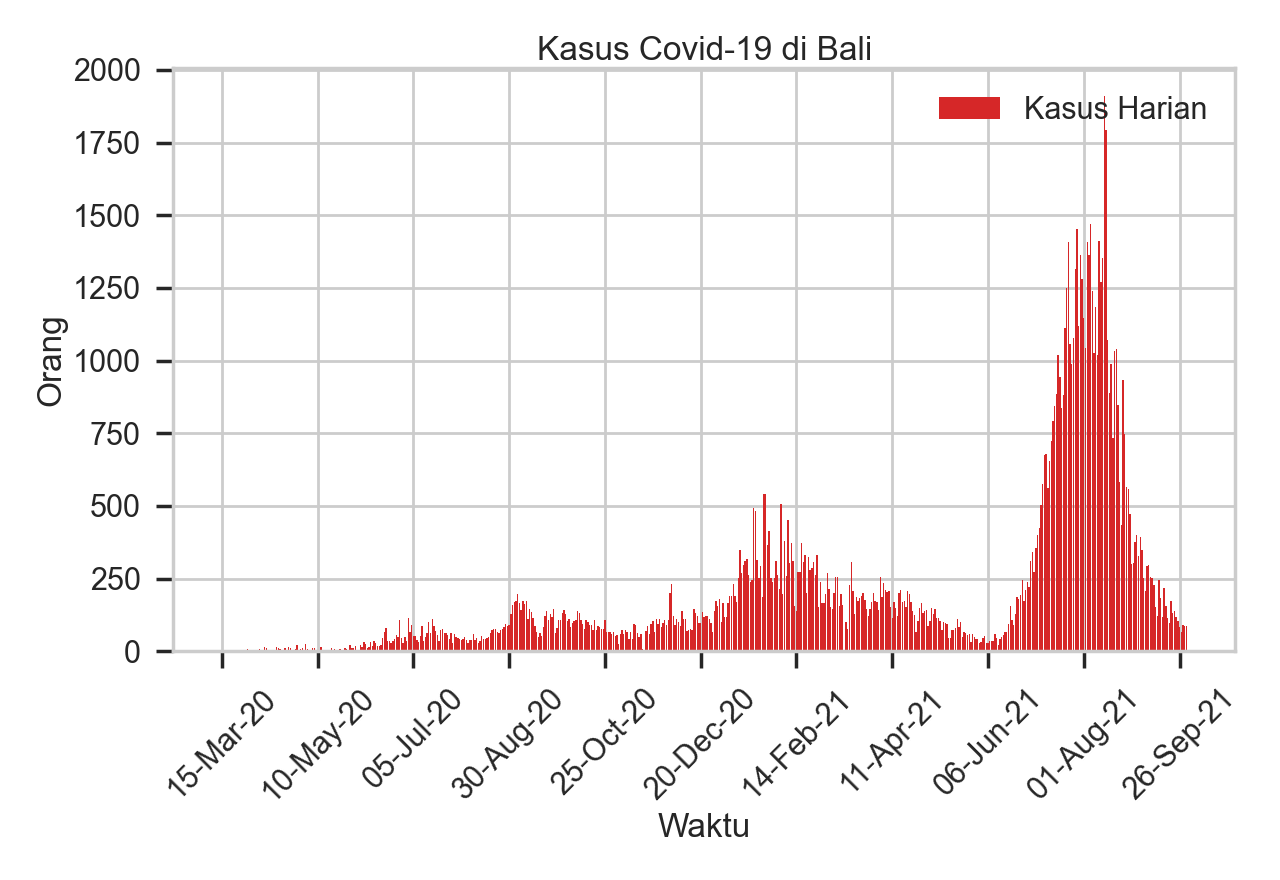 Kasus Covid-19 di Bali
2000
1750
1500
1250
1000
750
500
250
0
Orang
Kasus Harian
15-Mar-20
10-May-20
05-Jul-20
30-Aug-20
25-Oct-20
20-Dec-20
14-Feb-21
11-Apr-21
06-Jun-21
01-Aug-21
26-Sep-21
Waktu